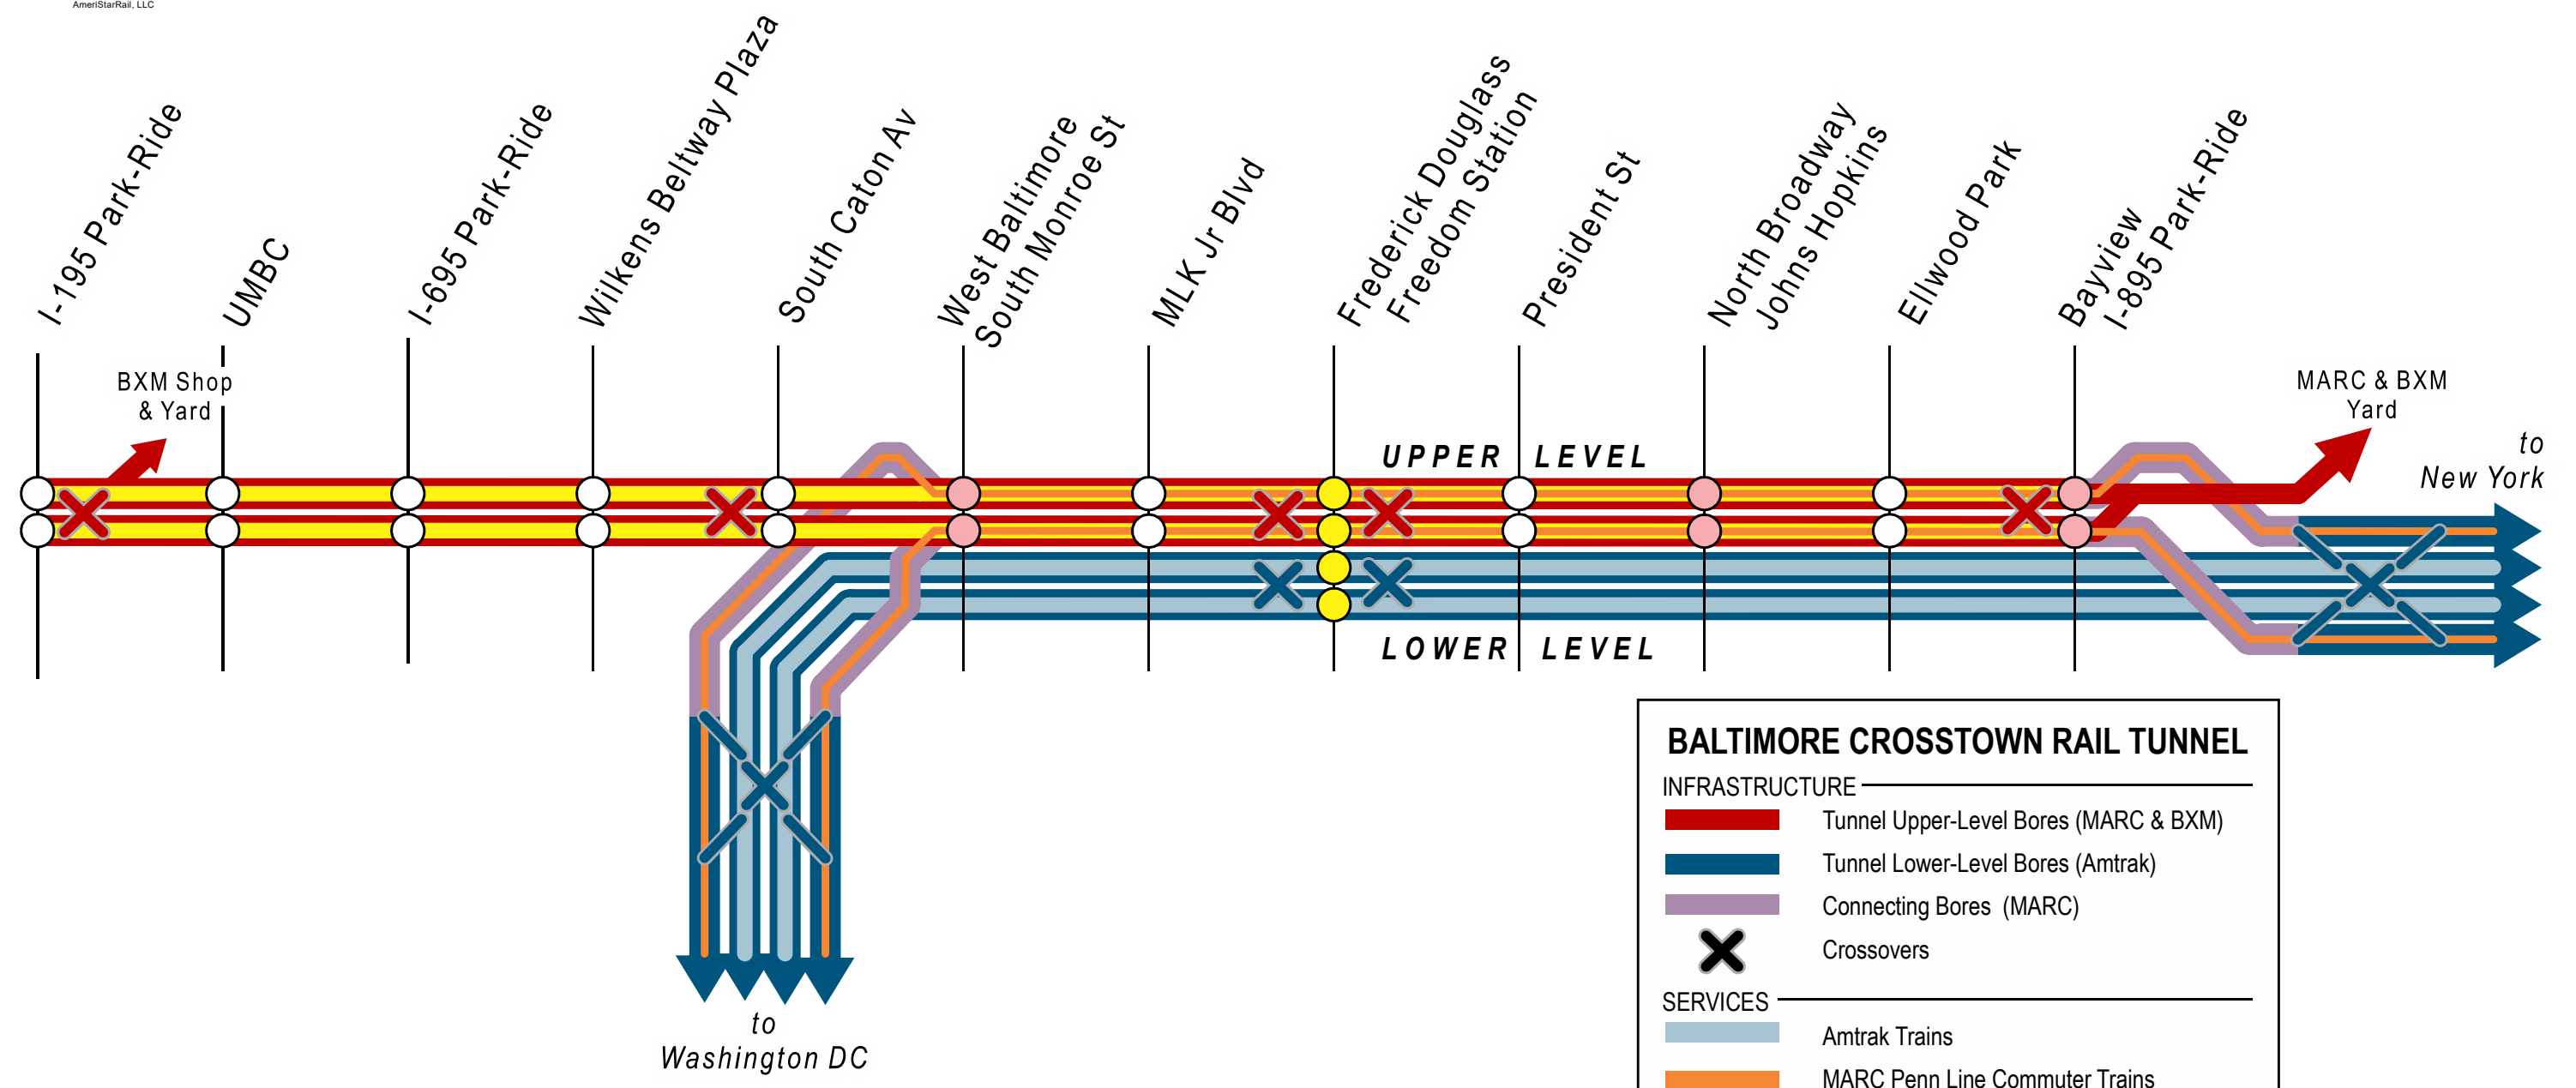 AmeriStarRail, LLC
I-195 Park-Ride
UMBC
I-695 Park-Ride
Wilkens Beltway Plaza
South Caton Av
West Baltimore
South Monroe St
MLK Jr Blvd
Frederick Douglass
Freedom Station
President St
North Broadway
Johns Hopkins
Ellwood Park
Bayview
I-895 Park-Ride
BXM Shop
& Yard
MARC & BXM
Yard
to
New York
UPPER LEVEL
LOWER LEVEL
to
Washington DC
BALTIMORE CROSSTOWN RAIL TUNNEL
INFRASTRUCTURE
Tunnel Upper-Level Bores (MARC & BXM)
Tunnel Lower-Level Bores (Amtrak)
Connecting Bores (MARC)
Crossovers
SERVICES
Amtrak Trains
MARC Penn Line Commuter Trains